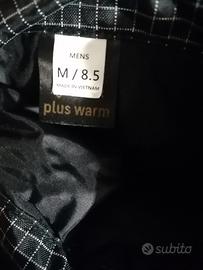 MENS
M / 8.5
MADE IN VIETNAM
plus warm
subito